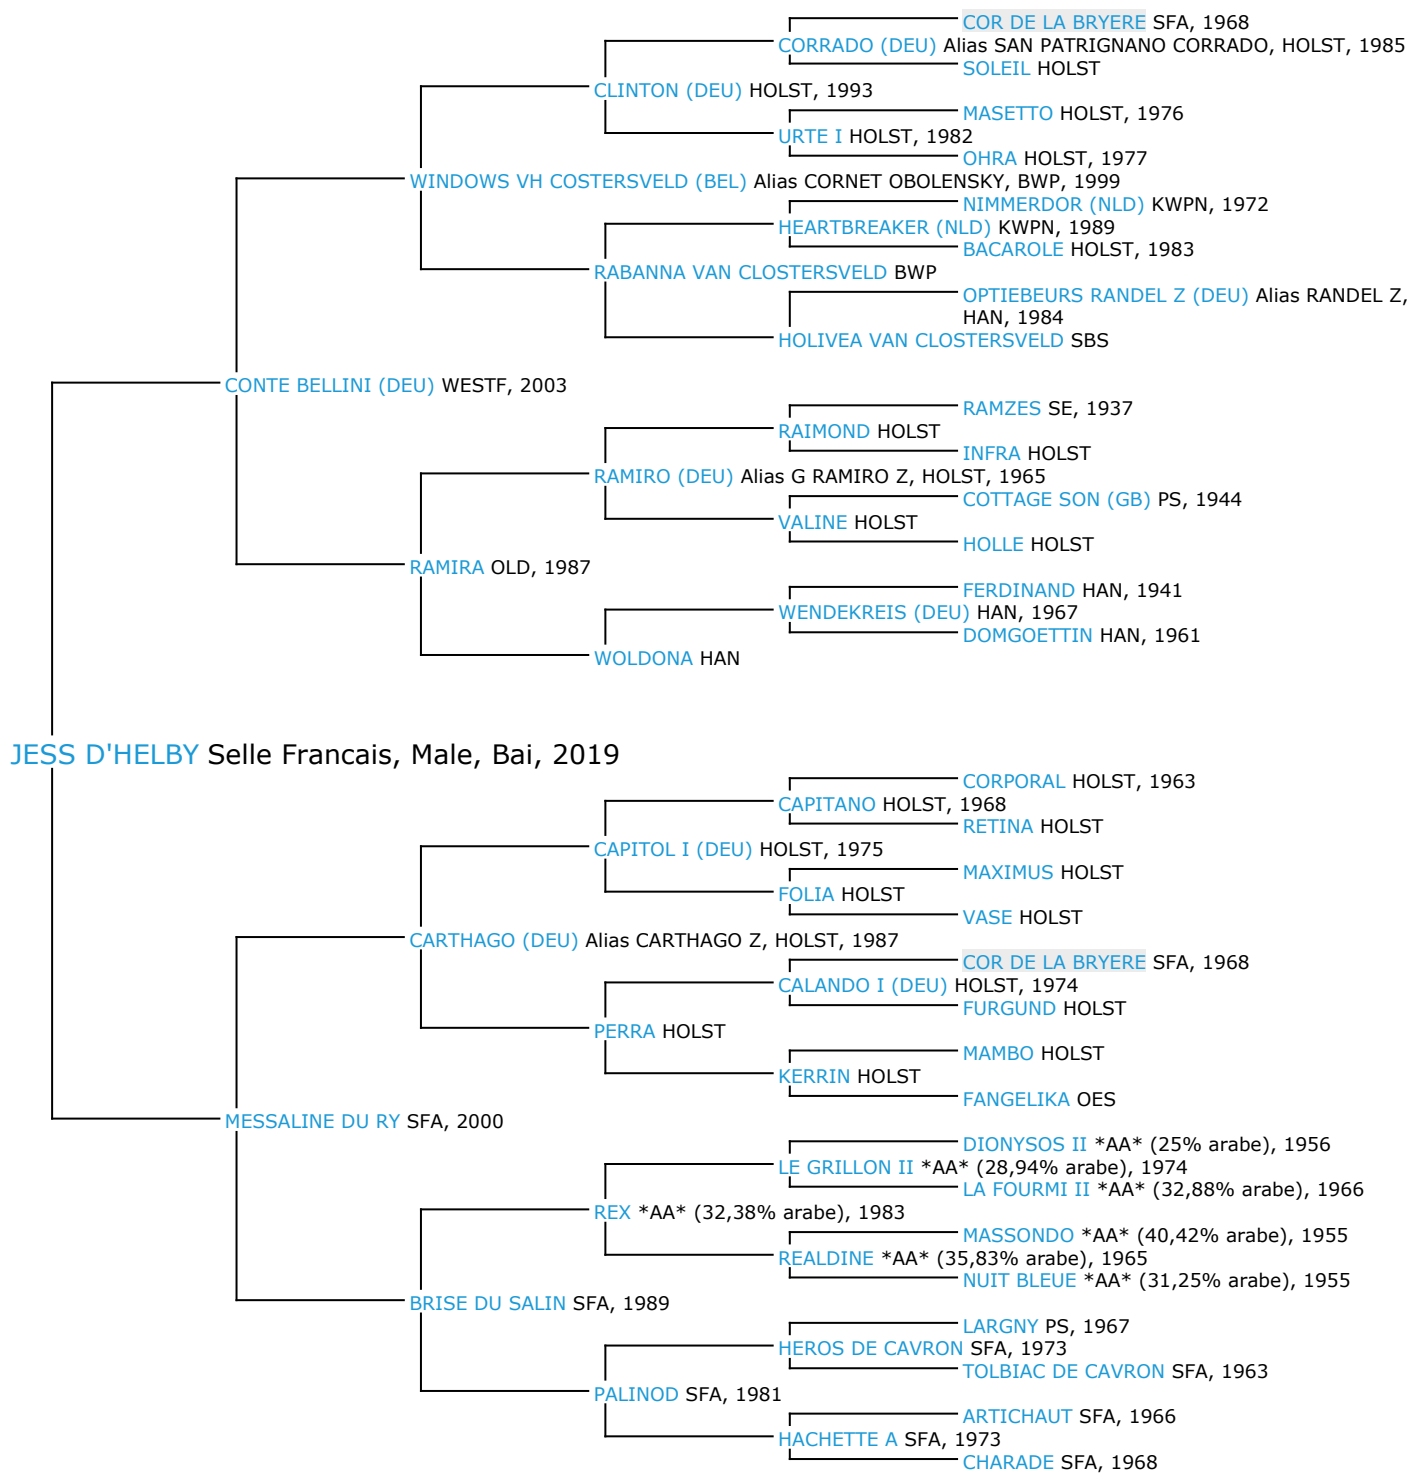 COR DE LA BRYERE SFA, 1968
CORRADO (DEU) Alias SAN PATRIGNANO CORRADO, HOLST, 1985
SOLEIL HOLST
CLINTON (DEU) HOLST, 1993
MASETTO HOLST, 1976
URTE I HOLST, 1982
OHRA HOLST, 1977
WINDOWS VH COSTERSVELD (BEL) Alias CORNET OBOLENSKY, BWP, 1999
NIMMERDOR (NLD) KWPN, 1972
HEARTBREAKER (NLD) KWPN, 1989
BACAROLE HOLST, 1983
RABANNA VAN CLOSTERSVELD BWP
OPTIEBEURS RANDEL Z (DEU) Alias RANDEL Z,
HAN, 1984
HOLIVEA VAN CLOSTERSVELD SBS
CONTE BELLINI (DEU) WESTF, 2003
RAMZES SE, 1937
RAIMOND HOLST
INFRA HOLST
RAMIRO (DEU) Alias G RAMIRO Z, HOLST, 1965
COTTAGE SON (GB) PS, 1944
VALINE HOLST
HOLLE HOLST
RAMIRA OLD, 1987
FERDINAND HAN, 1941
WENDEKREIS (DEU) HAN, 1967
DOMGOETTIN HAN, 1961
WOLDONA HAN
JESS D'HELBY Selle Francais, Male, Bai, 2019
CORPORAL HOLST, 1963
CAPITANO HOLST, 1968
RETINA HOLST
CAPITOL I (DEU) HOLST, 1975
MAXIMUS HOLST
FOLIA HOLST
VASE HOLST
CARTHAGO (DEU) Alias CARTHAGO Z, HOLST, 1987
COR DE LA BRYERE SFA, 1968
CALANDO I (DEU) HOLST, 1974
FURGUND HOLST
PERRA HOLST
MAMBO HOLST
KERRIN HOLST
FANGELIKA OES
MESSALINE DU RY SFA, 2000
DIONYSOS II *AA* (25% arabe), 1956
LE GRILLON II *AA* (28,94% arabe), 1974
LA FOURMI II *AA* (32,88% arabe), 1966
REX *AA* (32,38% arabe), 1983
MASSONDO *AA* (40,42% arabe), 1955
REALDINE *AA* (35,83% arabe), 1965
NUIT BLEUE *AA* (31,25% arabe), 1955
BRISE DU SALIN SFA, 1989
LARGNY PS, 1967
HEROS DE CAVRON SFA, 1973
TOLBIAC DE CAVRON SFA, 1963
PALINOD SFA, 1981
ARTICHAUT SFA, 1966
HACHETTE A SFA, 1973
CHARADE SFA, 1968